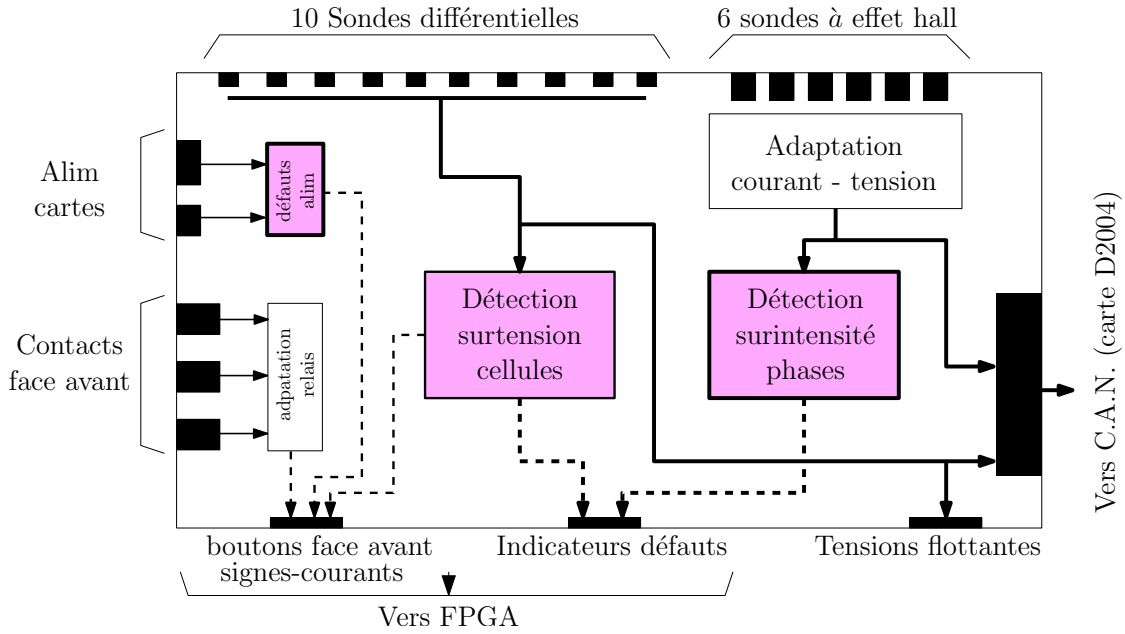 10 Sondes différentielles
6 sondes à effet hall
Alim
cartes
défauts
alim
Adaptation
courant - tension
Contacts
face avant
adpatation
relais
Détection
surtension
cellules
Détection
surintensité
phases
Vers C.A.N. (carte D2004)
boutons face avant
signes-courants
Indicateurs défauts
Tensions flottantes
Vers FPGA